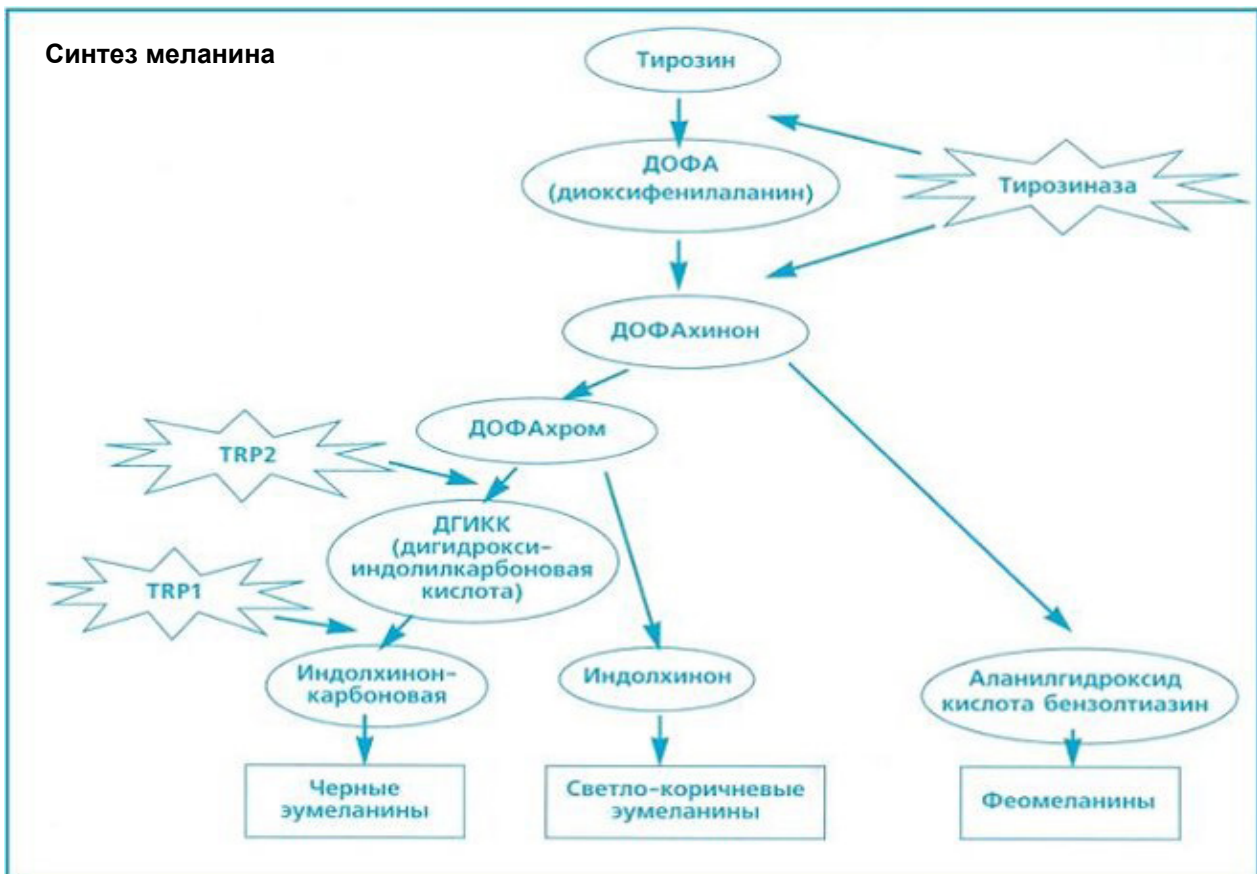 Синтез меланина
Тирозин
ДОФА
(диоксифенилаланин)
Тирозиназа
ДОФАхинон
ДОФАхром
TRP2
ДГИКК
(дигидрокси-
индолилкарбоновая
кислота)
TRP1
Индолхинон-
карбоновая
Индолхинон
Аланилгидроксид
кислота бензолтиазин
Черные
эумеланины
Светло-коричневые
эумеланины
Феомеланины